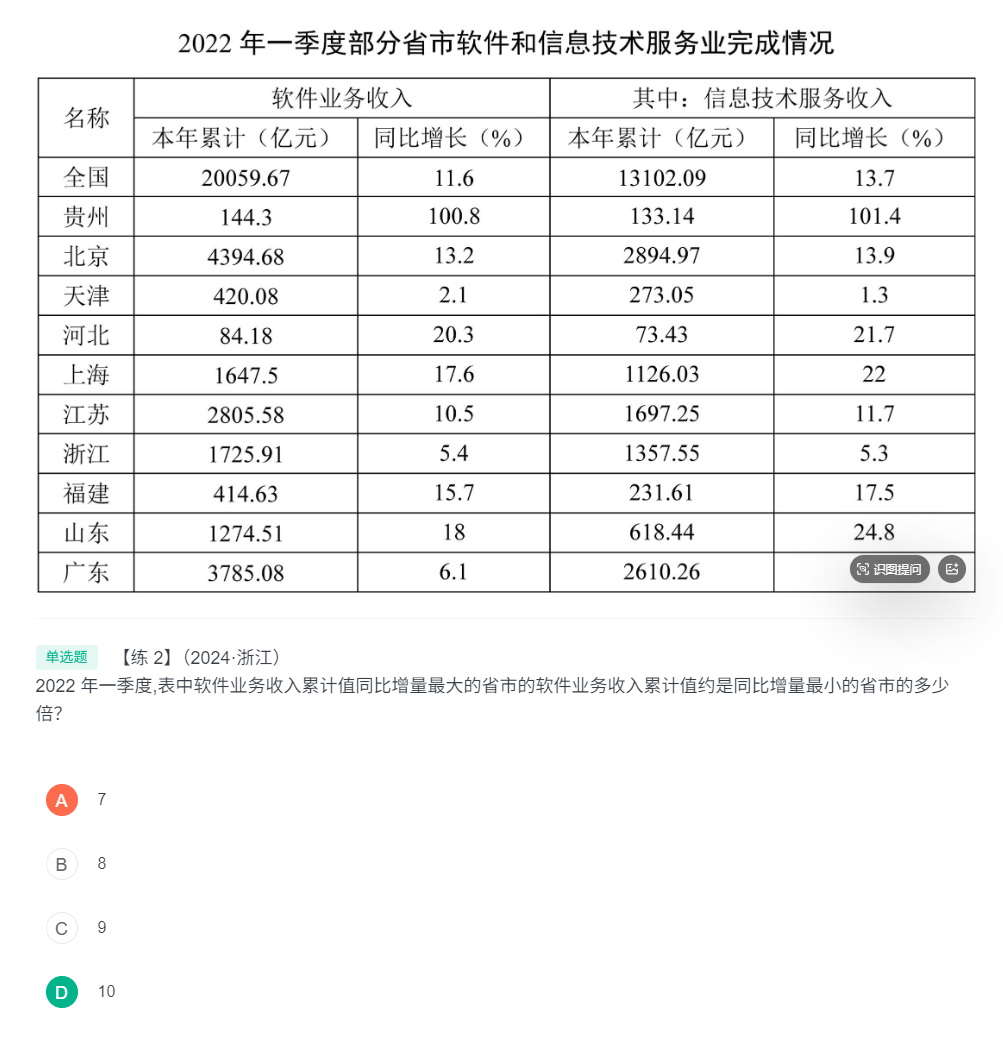 2022 年一季度部分省市软件和信息技术服务业完成情况
名称 软件业务收入 其中：信息技术服务收入
本年累计（亿元） 同比增长（%） 本年累计（亿元） 同比增长（%）
全国 20059.67 11.6 13102.09 13.7
贵州 144.3 100.8 133.14 101.4
北京 4394.68 13.2 2894.97 13.9
天津 420.08 2.1 273.05 1.3
河北 84.18 20.3 73.43 21.7
上海 1647.5 17.6 1126.03 22
江苏 2805.58 10.5 1697.25 11.7
浙江 1725.91 5.4 1357.55 5.3
福建 414.63 15.7 231.61 17.5
山东 1274.51 18 618.44 24.8
广东 3785.08 6.1 2610.26
识图提问
单选题 【练 2】（2024·浙江）
2022 年一季度,表中软件业务收入累计值同比增量最大的省市的软件业务收入累计值约是同比增量最小的省市的多少
倍？
A 7
B 8
C 9
D 10